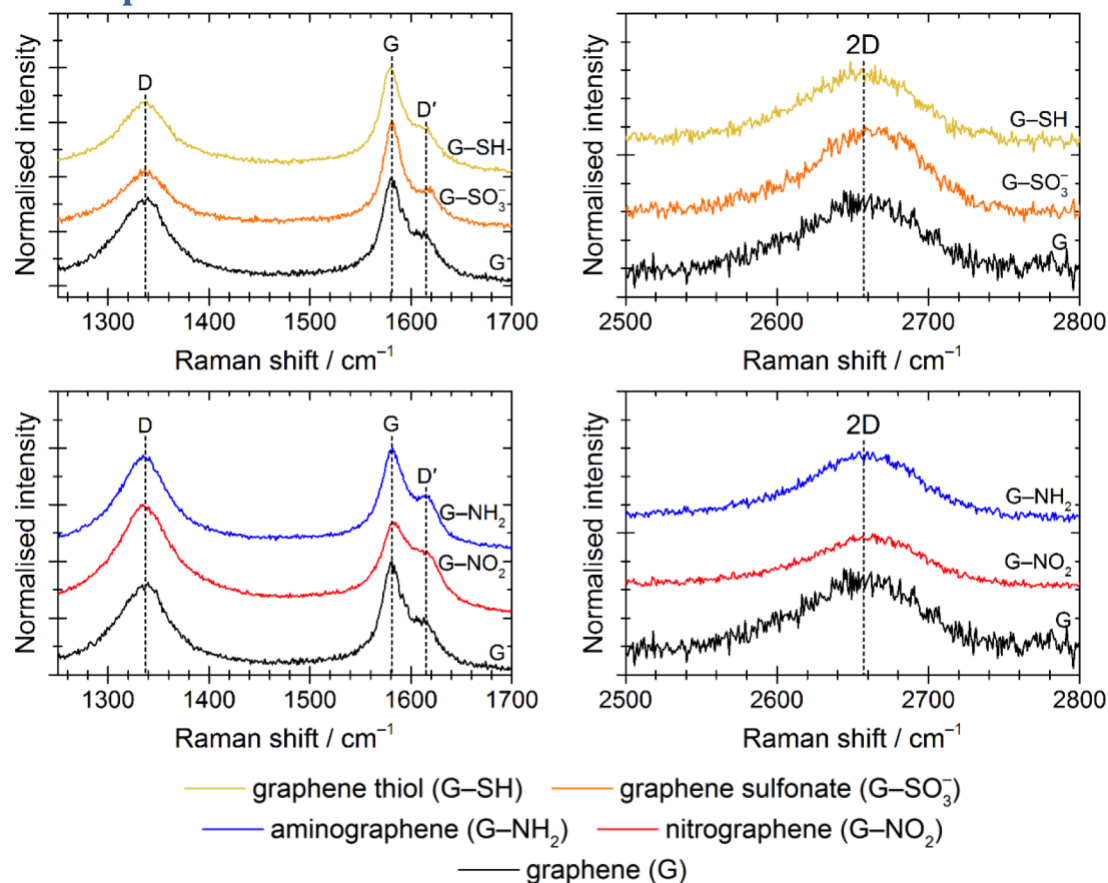 D
G
D′
G–SH
G–SO₃⁻
G
Normalised intensity
1300 1400 1500 1600 1700
Raman shift / cm⁻¹
2D
G–SH
G–SO₃⁻
G
Normalised intensity
2500 2600 2700 2800
Raman shift / cm⁻¹
D
G
D′
G–NH₂
G–NO₂
G
Normalised intensity
1300 1400 1500 1600 1700
Raman shift / cm⁻¹
2D
G–NH₂
G–NO₂
G
Normalised intensity
2500 2600 2700 2800
Raman shift / cm⁻¹
graphene thiol (G–SH) graphene sulfonate (G–SO₃⁻)
aminographene (G–NH₂) nitrographene (G–NO₂)
graphene (G)